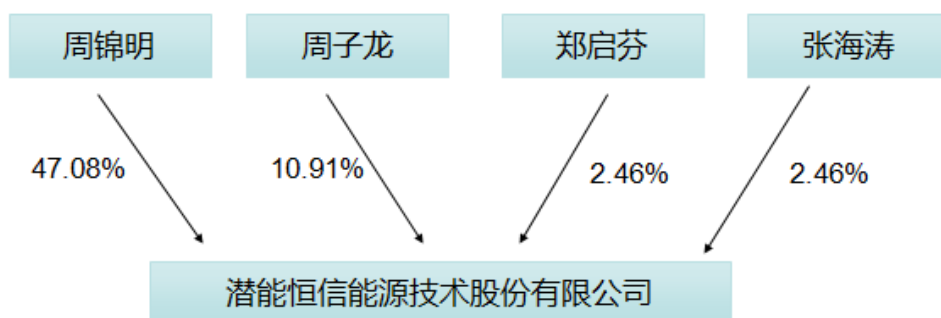 周锦明
周子龙
郑启芬
张海涛
47.08%
10.91%
2.46%
2.46%
潜能恒信能源技术股份有限公司